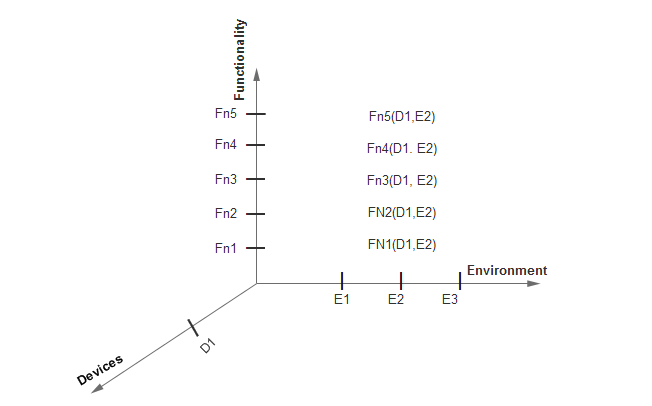 Functionality
Fn5
Fn5(D1,E2)
Fn4
Fn4(D1. E2)
Fn3
Fn3(D1, E2)
Fn2
FN2(D1,E2)
Fn1
FN1(D1,E2)
Environment
E1
E2
E3
D1
Devices